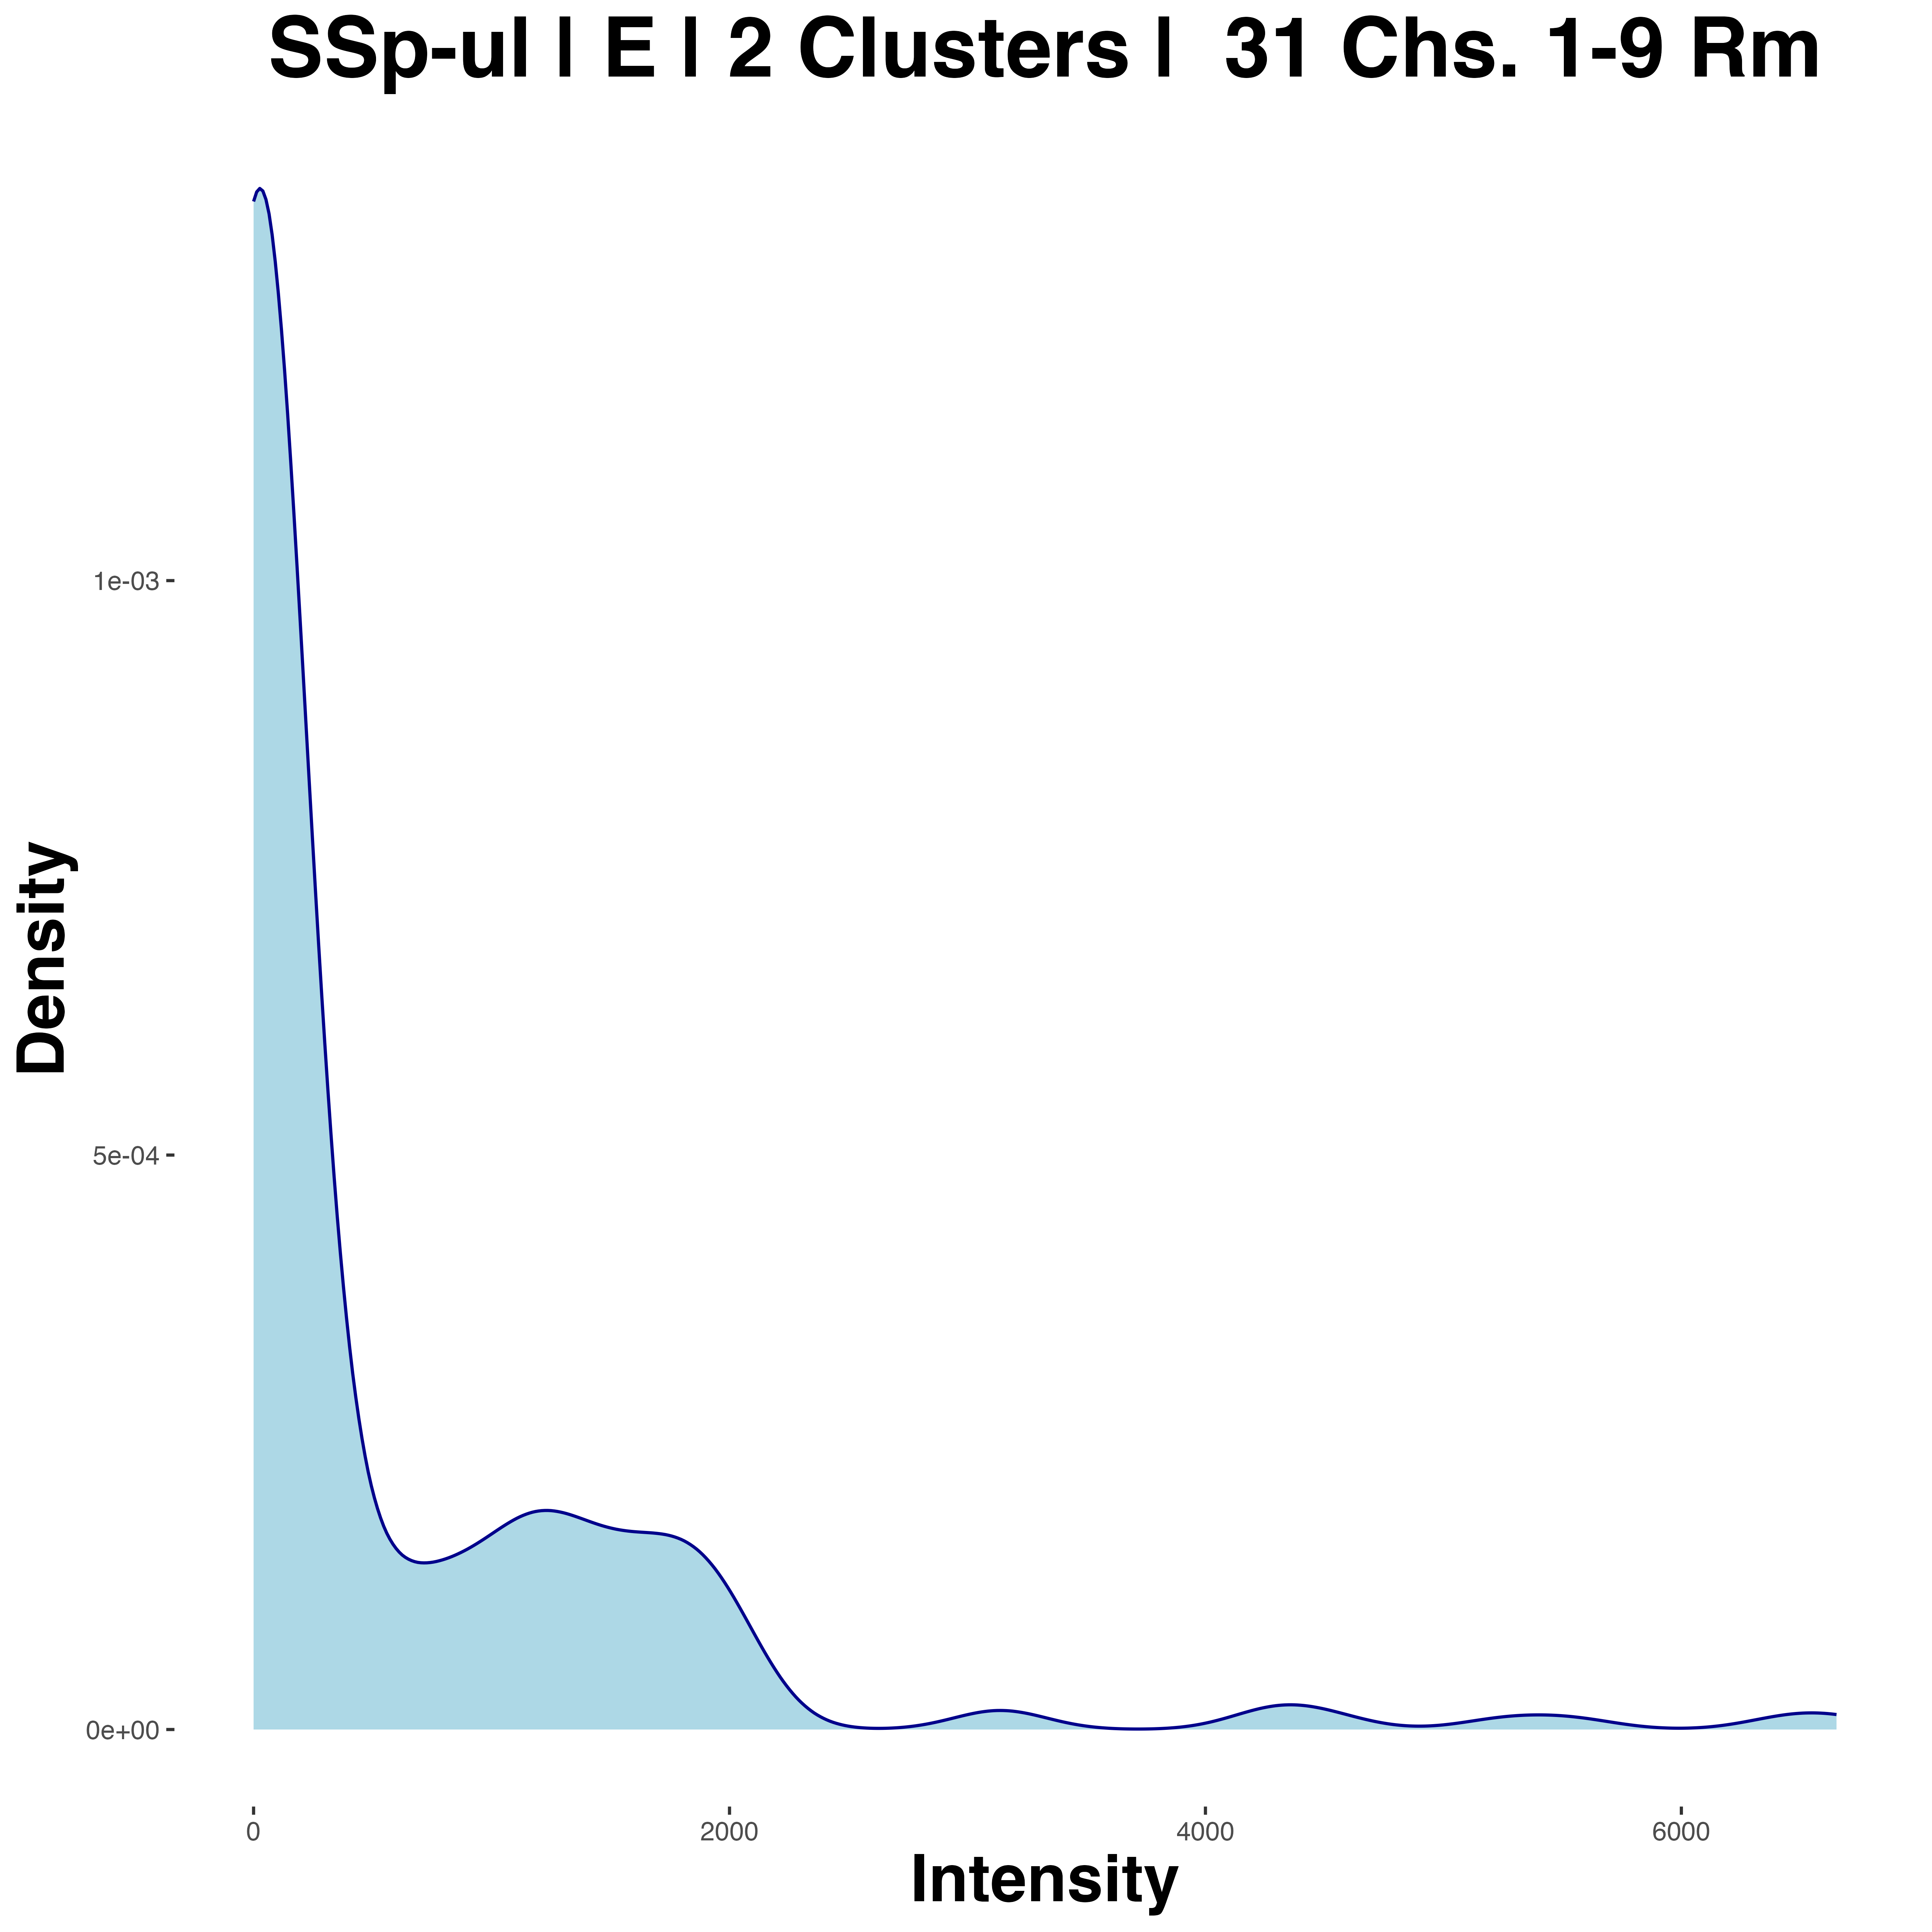 SSp-ul | E | 2 Clusters | 31 Chs. 1-9 Rm
Density
1e-03
5e-04
0e+00
0 2000 4000 6000
Intensity